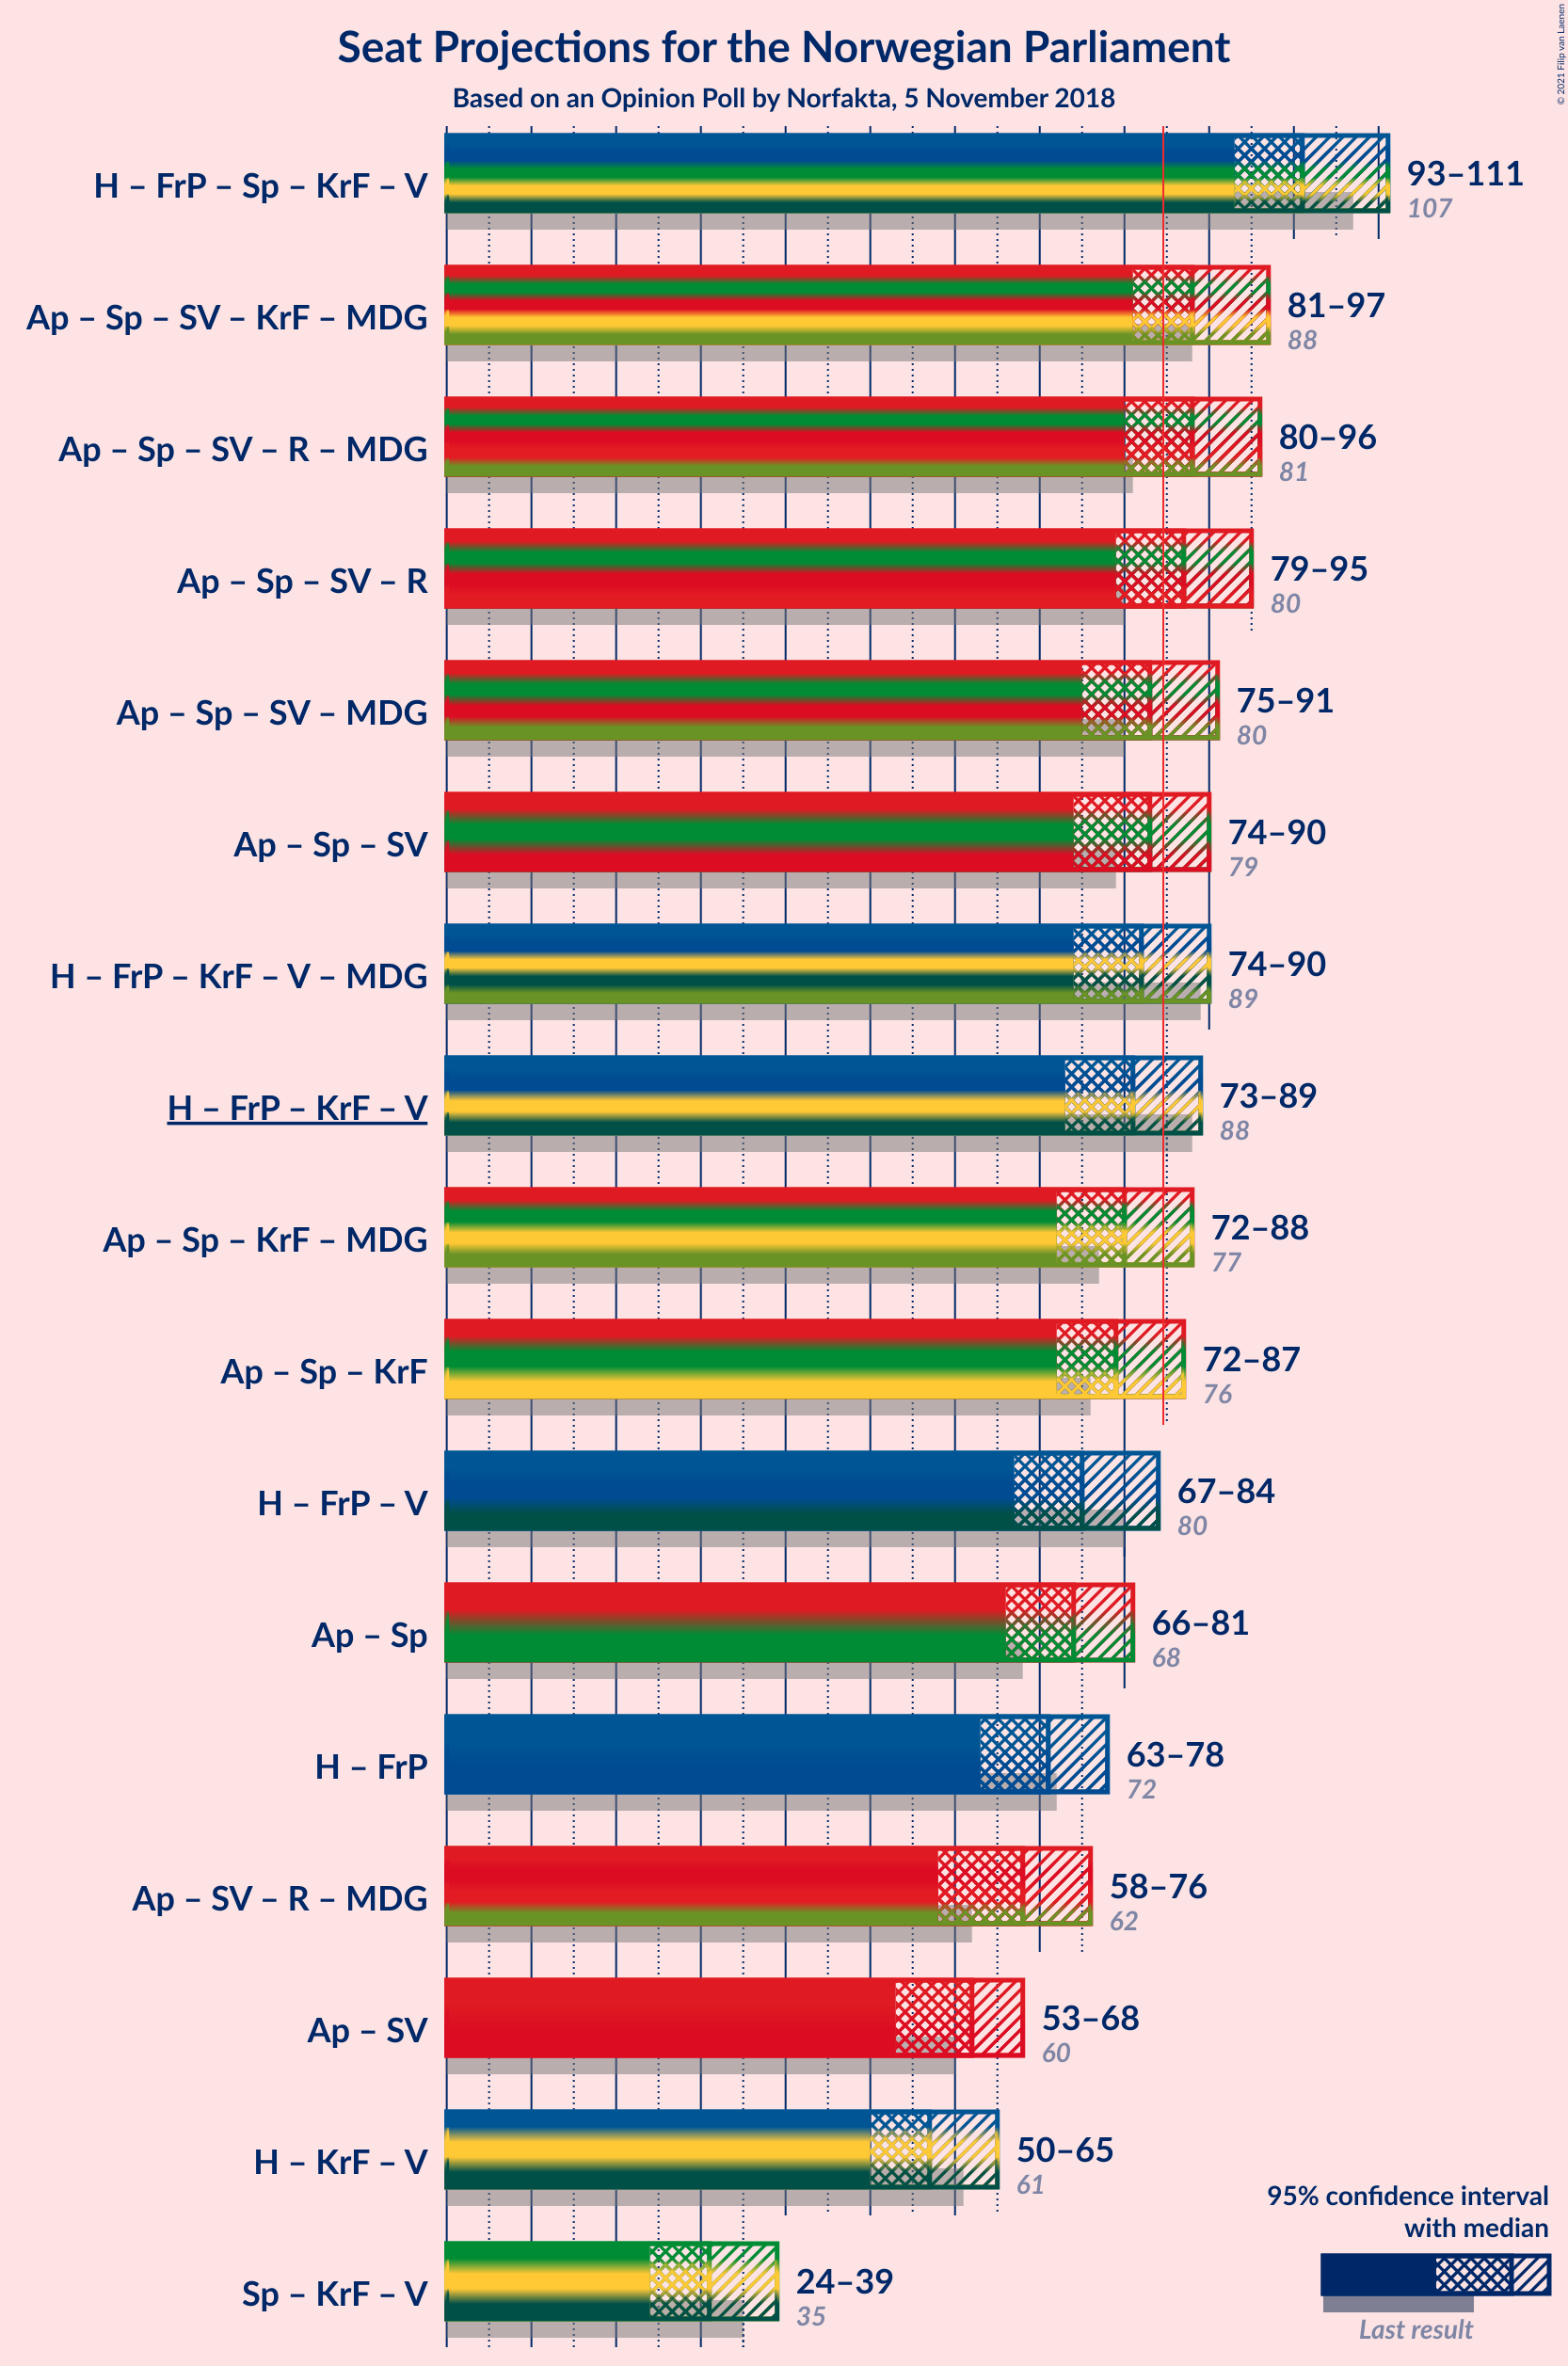 Seat Projections for the Norwegian Parliament
Based on an Opinion Poll by Norfakta, 5 November 2018
© 2021 Filip van Laenen
H – FrP – Sp – KrF – V
93–111
107
Ap – Sp – SV – KrF – MDG
81–97
88
Ap – Sp – SV – R – MDG
80–96
81
Ap – Sp – SV – R
79–95
80
Ap – Sp – SV – MDG
75–91
80
Ap – Sp – SV
74–90
79
H – FrP – KrF – V – MDG
74–90
89
H – FrP – KrF – V
73–89
88
Ap – Sp – KrF – MDG
72–88
77
Ap – Sp – KrF
72–87
76
H – FrP – V
67–84
80
Ap – Sp
66–81
68
H – FrP
63–78
72
Ap – SV – R – MDG
58–76
62
Ap – SV
53–68
60
H – KrF – V
50–65
61
Sp – KrF – V
24–39
35
95% confidence interval
with median
Last result